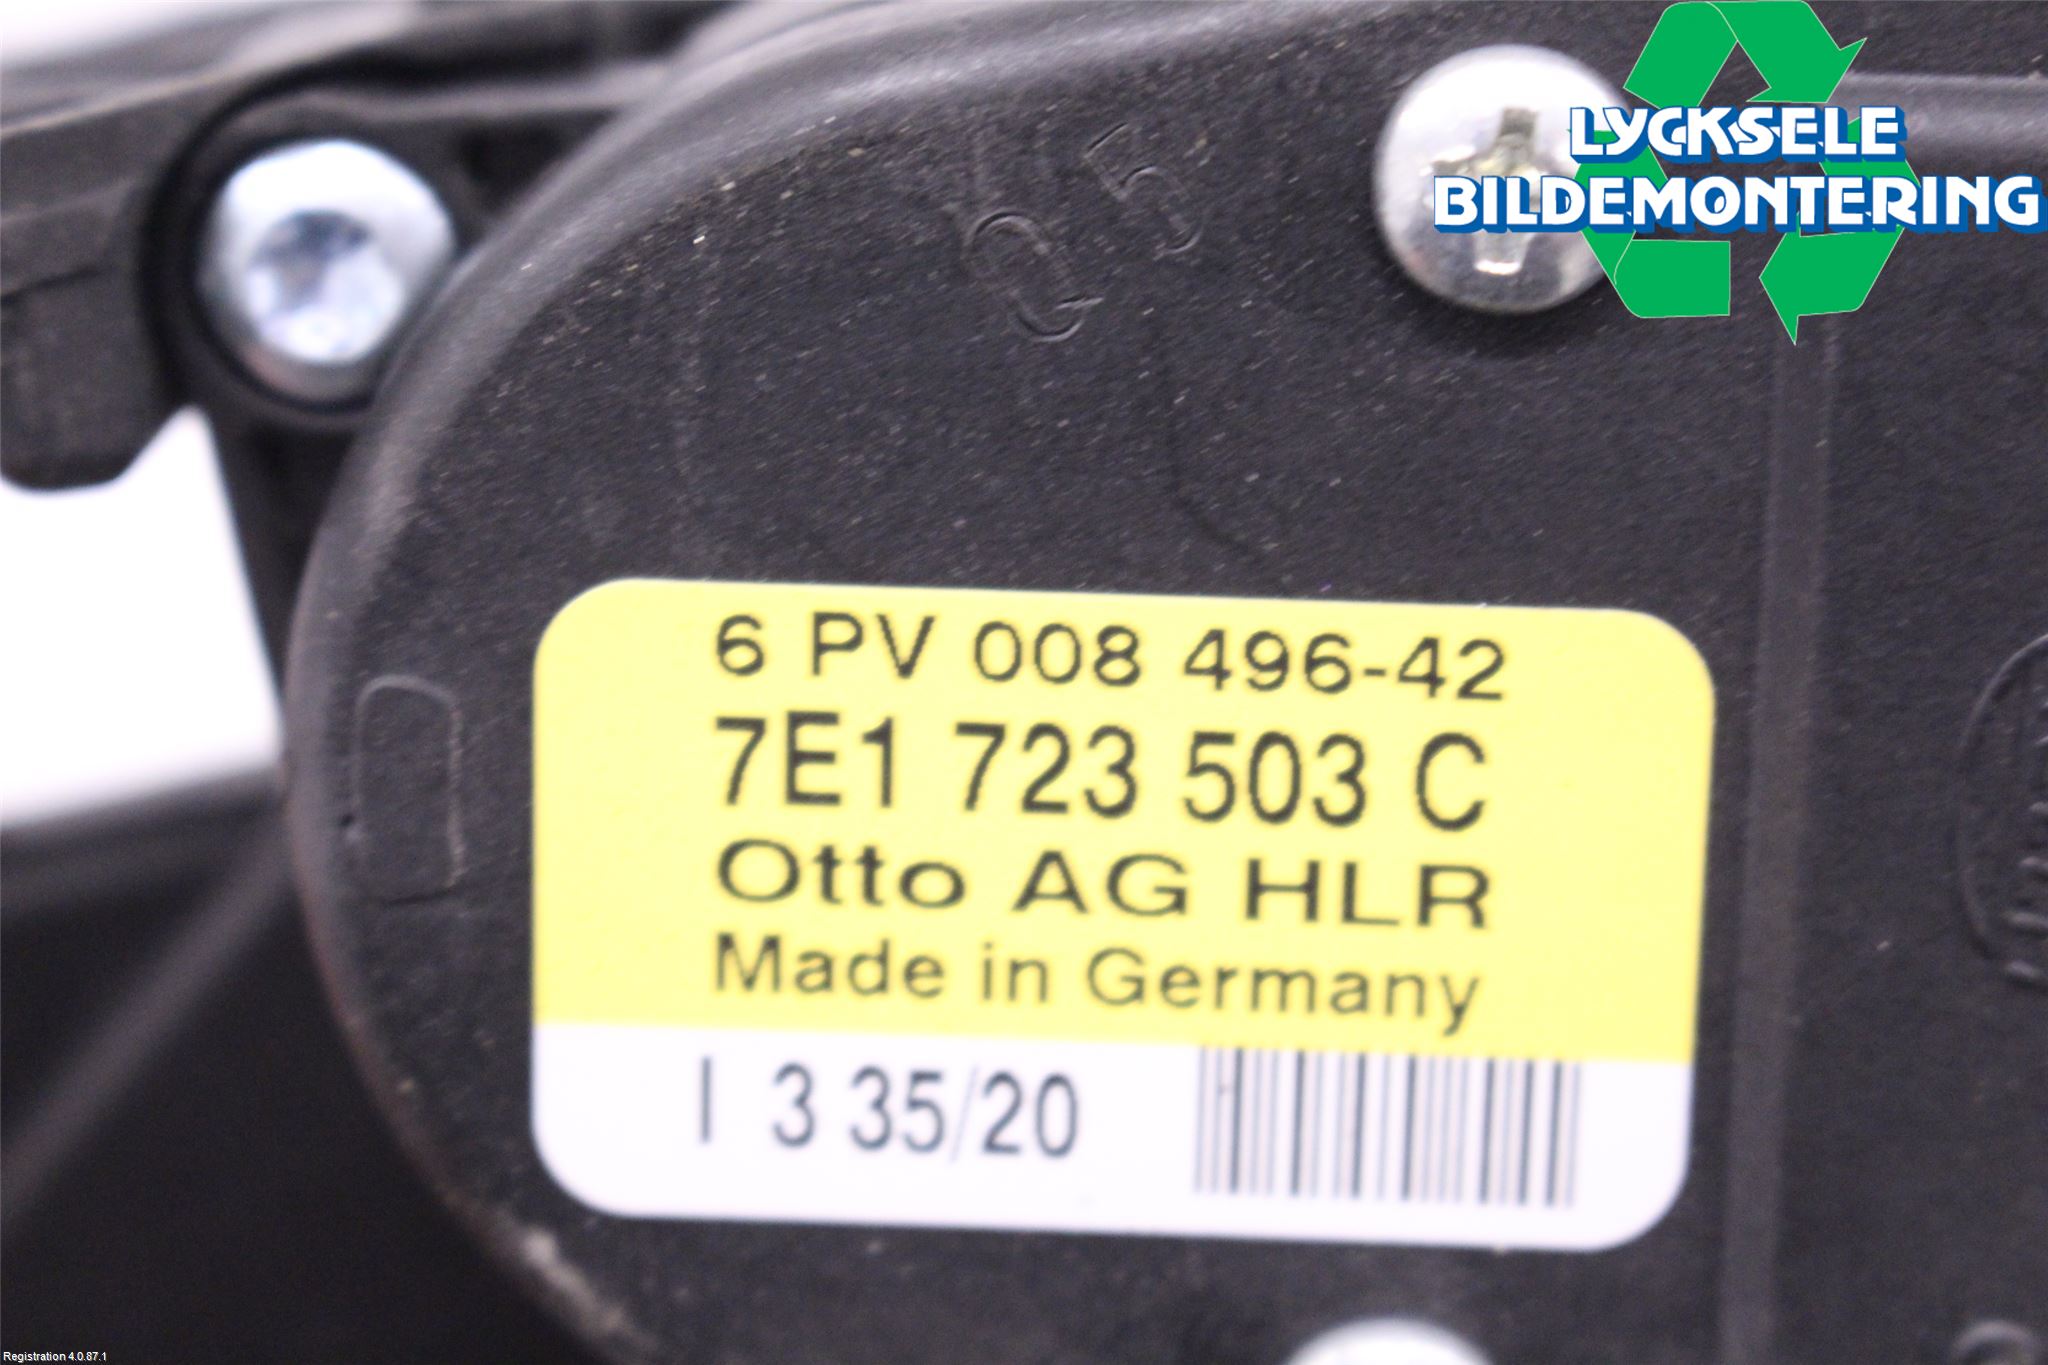 LYCKSELE
BILDEMONTERING
05
6 PV 008 496-42
7E1 723 503 C
Otto AG HLR
Made in Germany
I 3 35/20
Registration 4.0.87.1